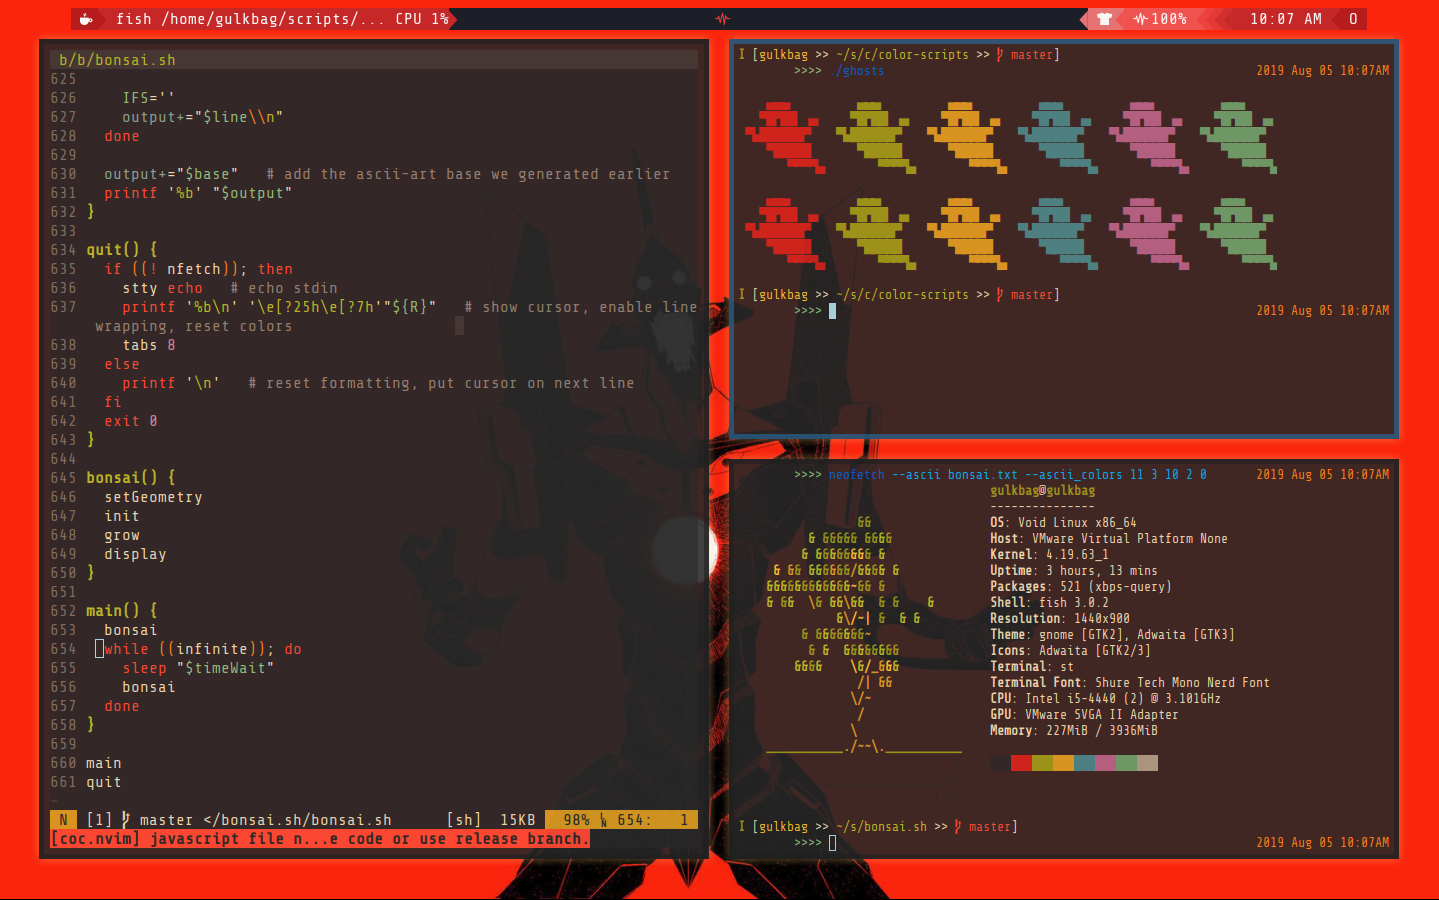 fish /home/gulkbag/scripts/... CPU 1%
100%
10:07 AM
O
b/b/bonsai.sh
625
626     IFS=''
627     output+="$line\\n"
628   done
629
630   output+="$base"   # add the ascii-art base we generated earlier
631   printf '%b' "$output"
632 }
633
634 quit() {
635   if ((! nfetch)); then
636     stty echo   # echo stdin
637     printf '%b\n' '\e[?25h\e[?7h'"${R}"   # show cursor, enable line
wrapping, reset colors
638     tabs 8
639   else
640     printf '\n'   # reset formatting, put cursor on next line
641   fi
642   exit 0
643 }
644
645 bonsai() {
646   setGeometry
647   init
648   grow
649   display
650 }
651
652 main() {
653   bonsai
654   while ((infinite)); do
655     sleep "$timeWait"
656     bonsai
657   done
658 }
659
660 main
661 quit
~
N [1] master </bonsai.sh/bonsai.sh [sh] 15KB 98% 654: 1
[coc.nvim] javascript file n...e code or use release branch.
I [gulkbag >> ~/s/c/color-scripts >> master]
>>>> ./ghosts 2019 Aug 05 10:07AM
I [gulkbag >> ~/s/c/color-scripts >> master]
>>>> 2019 Aug 05 10:07AM
>>>> neofetch --ascii bonsai.txt --ascii_colors 11 3 10 2 0 2019 Aug 05 10:07AM
gulkbag@gulkbag
---------------
OS: Void Linux x86_64
Host: VMware Virtual Platform None
Kernel: 4.19.63_1
Uptime: 3 hours, 13 mins
Packages: 521 (xbps-query)
Shell: fish 3.0.2
Resolution: 1440x900
Theme: gnome [GTK2], Adwaita [GTK3]
Icons: Adwaita [GTK2/3]
Terminal: st
Terminal Font: Shure Tech Mono Nerd Font
CPU: Intel i5-4440 (2) @ 3.101GHz
GPU: VMware SVGA II Adapter
Memory: 227MiB / 3936MiB
I [gulkbag >> ~/s/bonsai.sh >> master]
>>>> 2019 Aug 05 10:07AM